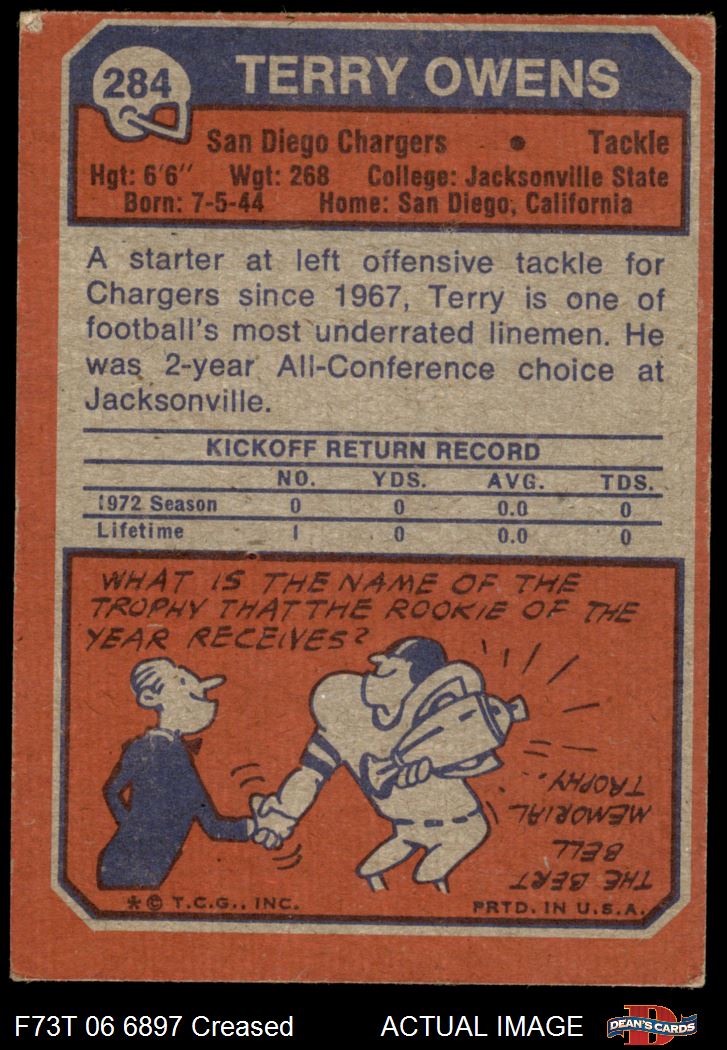 284 TERRY OWENS
San Diego Chargers • Tackle
Hgt: 6'6" Wgt: 268 College: Jacksonville State
Born: 7-5-44 Home: San Diego, California
A starter at left offensive tackle for
Chargers since 1967, Terry is one of
football's most underrated linemen. He
was 2-year All-Conference choice at
Jacksonville.
KICKOFF RETURN RECORD
NO. YDS. AVG. TDS.
1972 Season 0 0 0.0 0
Lifetime 1 0 0.0 0
WHAT IS THE NAME OF THE
TROPHY THAT THE ROOKIE OF THE
YEAR RECEIVES?
THE BERT
BELL
MEMORIAL
TROPHY...
* © T.C.G., INC. PRTD. IN U.S.A.
F73T 06 6897 Creased ACTUAL IMAGE DEAN'S CARDS